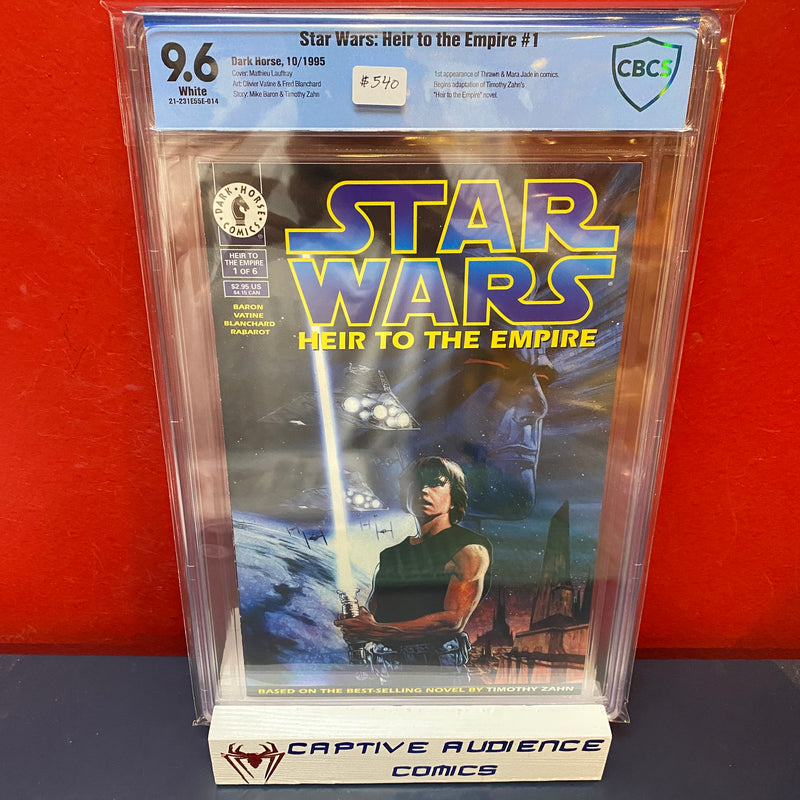 Star Wars: Heir to the Empire #1
9.6
White
21-231E55E-014
Dark Horse, 10/1995
Cover: Mathieu Lauffray
Art: Olivier Vatine & Fred Blanchard
Story: Mike Baron & Timothy Zahn
$540
1st appearance of Thrawn & Mara Jade in comics.
Begins adaptation of Timothy Zahn's
"Heir to the Empire" novel.
CBCS
DARK HORSE
COMICS
HEIR TO
THE EMPIRE
1 OF 6
$2.95 US
$4.15 CAN
BARON
VATINE
BLANCHARD
RABAROT
STAR
WARS
HEIR TO THE EMPIRE
BASED ON THE BEST-SELLING NOVEL BY TIMOTHY ZAHN
CAPTIVE AUDIENCE
COMICS